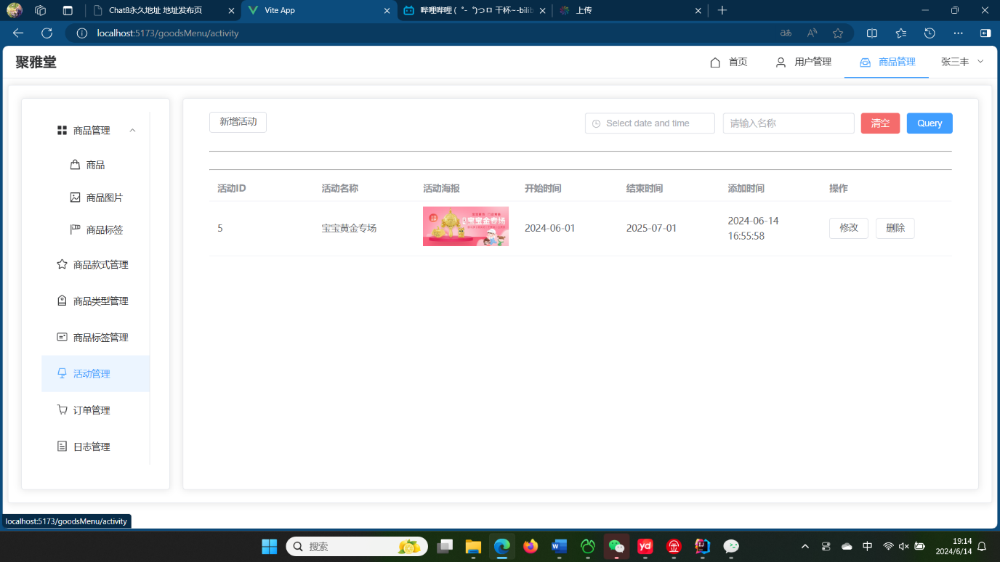 Chat8永久地址 地址发布页
Vite App
哔哩哔哩 (゜-゜)つロ 干杯~-bilib
上传
localhost:5173/goodsMenu/activity
聚雅堂
首页
用户管理
商品管理
张三丰
商品管理
商品
商品图片
商品标签
商品款式管理
商品类型管理
商品标签管理
活动管理
订单管理
日志管理
新增活动
Select date and time
请输入名称
清空
Query
活动ID 活动名称 活动海报 开始时间 结束时间 添加时间 操作
5 宝宝黄金专场 2024-06-01 2025-07-01 2024-06-14
16:55:58
修改 删除
宝宝金专场
localhost:5173/goodsMenu/activity
搜索
中
19:14
2024/6/14